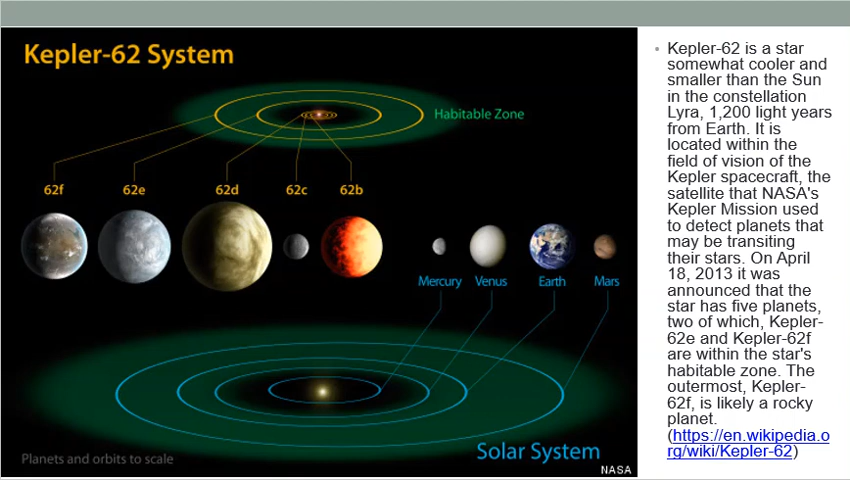 Kepler-62 System
Habitable Zone
62f 62e 62d 62c 62b
Mercury Venus Earth Mars
Solar System
Planets and orbits to scale
NASA
• Kepler-62 is a star
somewhat cooler and
smaller than the Sun
in the constellation
Lyra, 1,200 light years
from Earth. It is
located within the
field of vision of the
Kepler spacecraft, the
satellite that NASA's
Kepler Mission used
to detect planets that
may be transiting
their stars. On April
18, 2013 it was
announced that the
star has five planets,
two of which, Kepler-
62e and Kepler-62f
are within the star's
habitable zone. The
outermost, Kepler-
62f, is likely a rocky
planet.
(https://en.wikipedia.o
rg/wiki/Kepler-62)